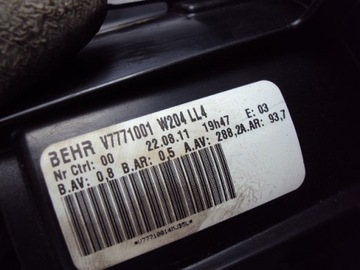 BEHR V7771001 W204 LL4
Nr Ctrl: 00 22.08.11 19h47 E: 03
B.AV: 0.8 B.AR: 0.5 A.AV: 288,2A.AR: 93,7